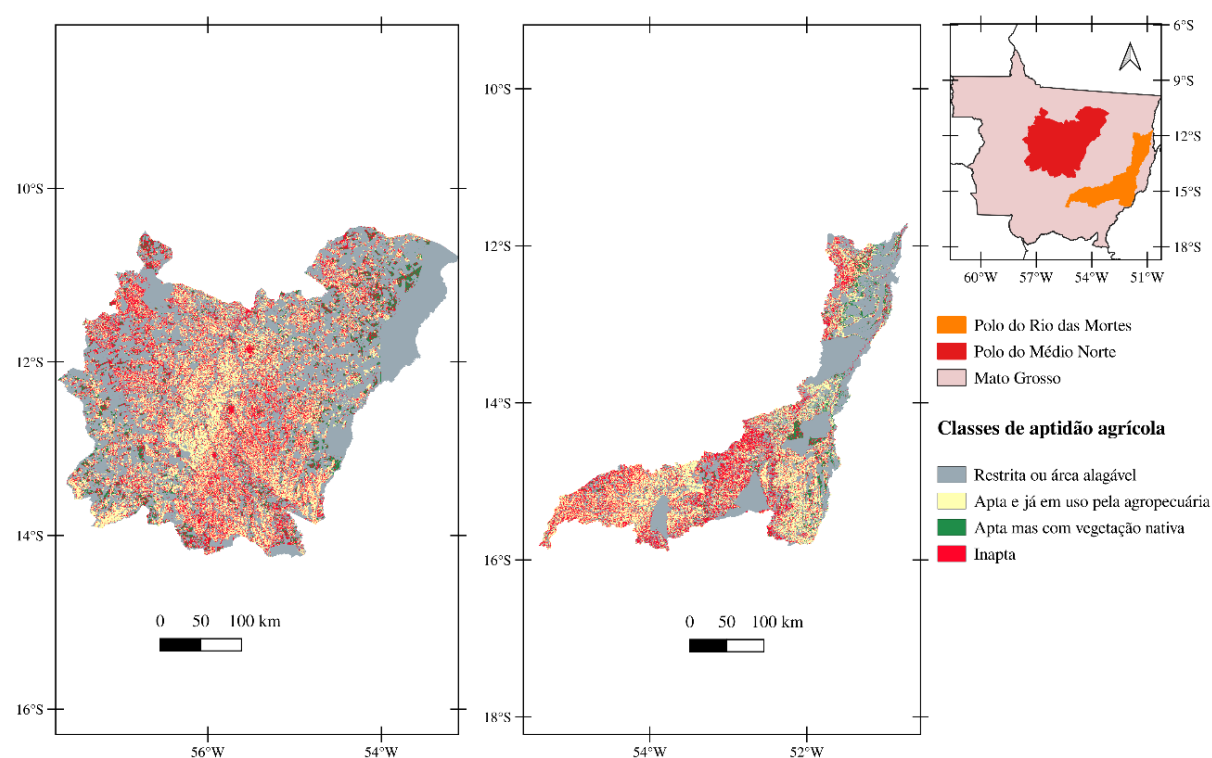 10°S
12°S
14°S
16°S
56°W
54°W
0 50 100 km
10°S
12°S
14°S
16°S
18°S
54°W
52°W
0 50 100 km
6°S
9°S
12°S
15°S
18°S
60°W 57°W 54°W 51°W
Polo do Rio das Mortes
Polo do Médio Norte
Mato Grosso
Classes de aptidão agrícola
Restrita ou área alagável
Apta e já em uso pela agropecuária
Apta mas com vegetação nativa
Inapta